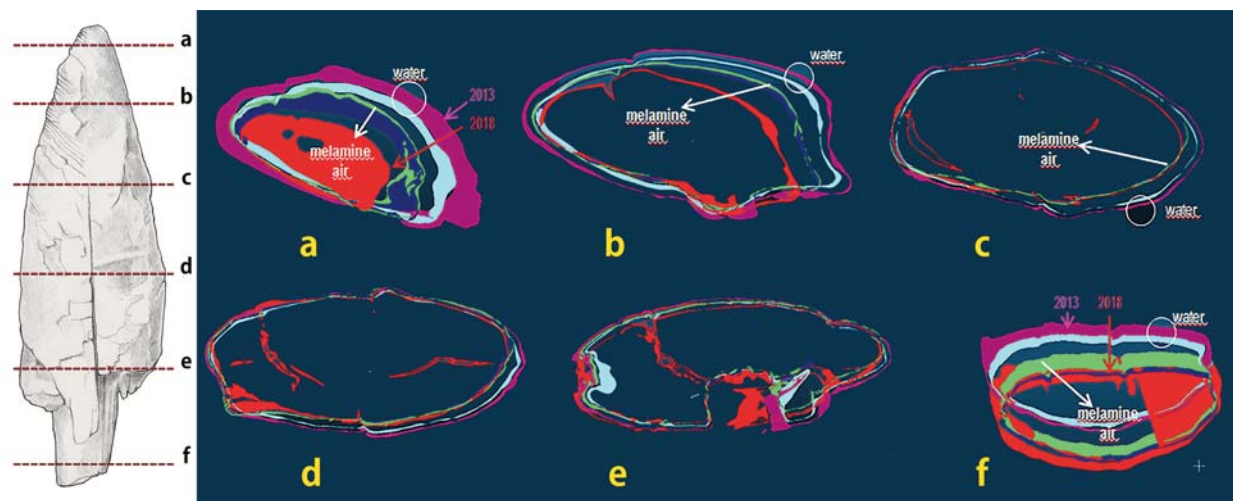 a
b
c
d
e
f
water
2013
2018
melamine
air
a
water
melamine
air
b
melamine
air
water
c
d
e
2013
2018
water
melamine
air
f